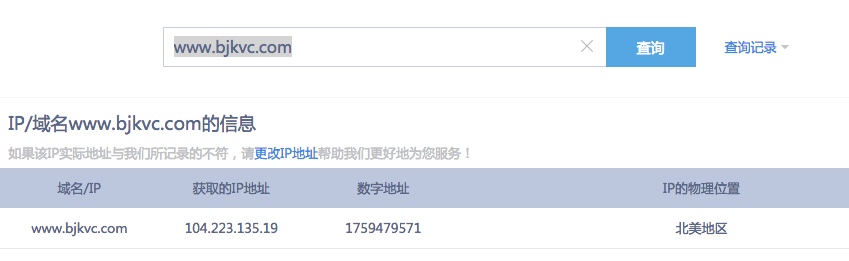 www.bjkvc.com
查询
查询记录
IP/域名www.bjkvc.com的信息
如果该IP实际地址与我们所记录的不符，请更改IP地址帮助我们更好地为您服务！
域名/IP 获取的IP地址 数字地址 IP的物理位置
www.bjkvc.com 104.223.135.19 1759479571 北美地区